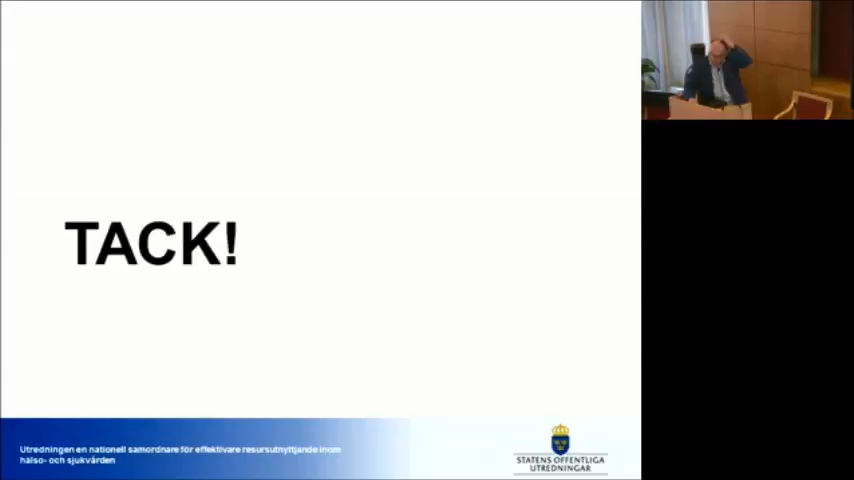 TACK!
Utredningen en nationell samordnare för effektivare resursutnyttjande inom
hälso- och sjukvården
STATENS OFFENTLIGA
UTREDNINGAR